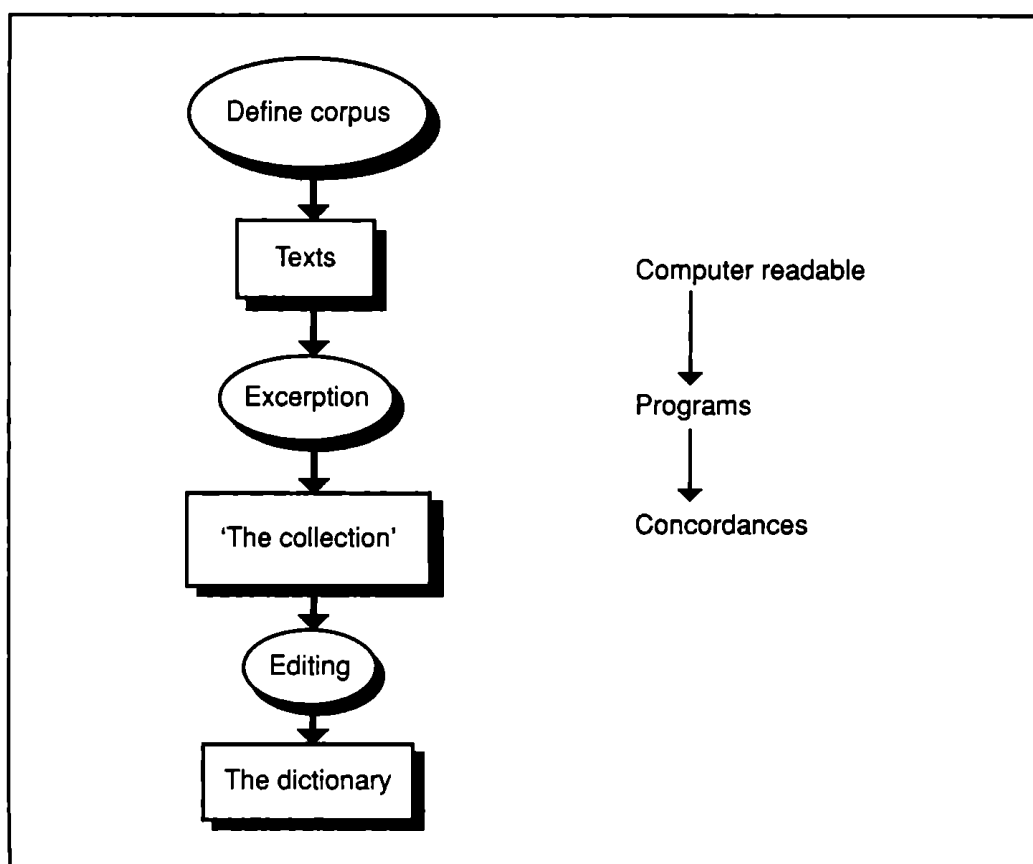 Define corpus
Texts
Computer readable
Excerption
Programs
'The collection'
Concordances
Editing
The dictionary